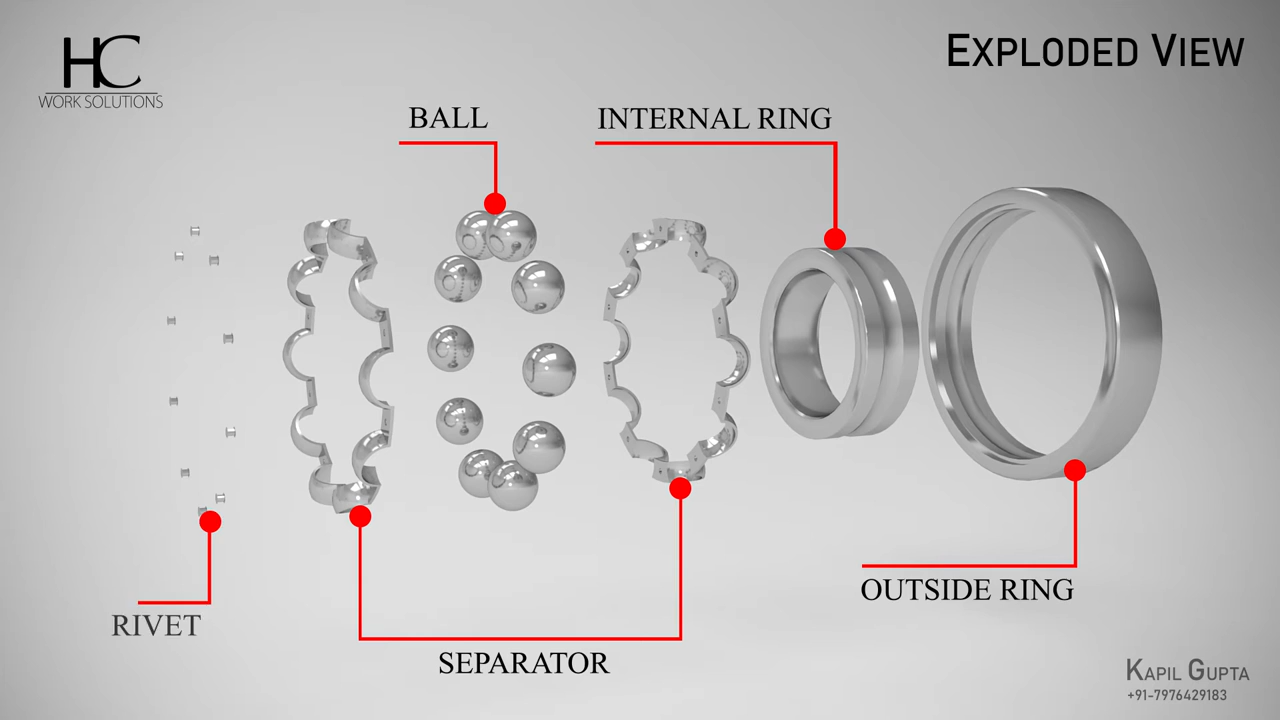 HC
WORK SOLUTIONS
EXPLODED VIEW
BALL
INTERNAL RING
OUTSIDE RING
RIVET
SEPARATOR
KAPIL GUPTA
+91-7976429183